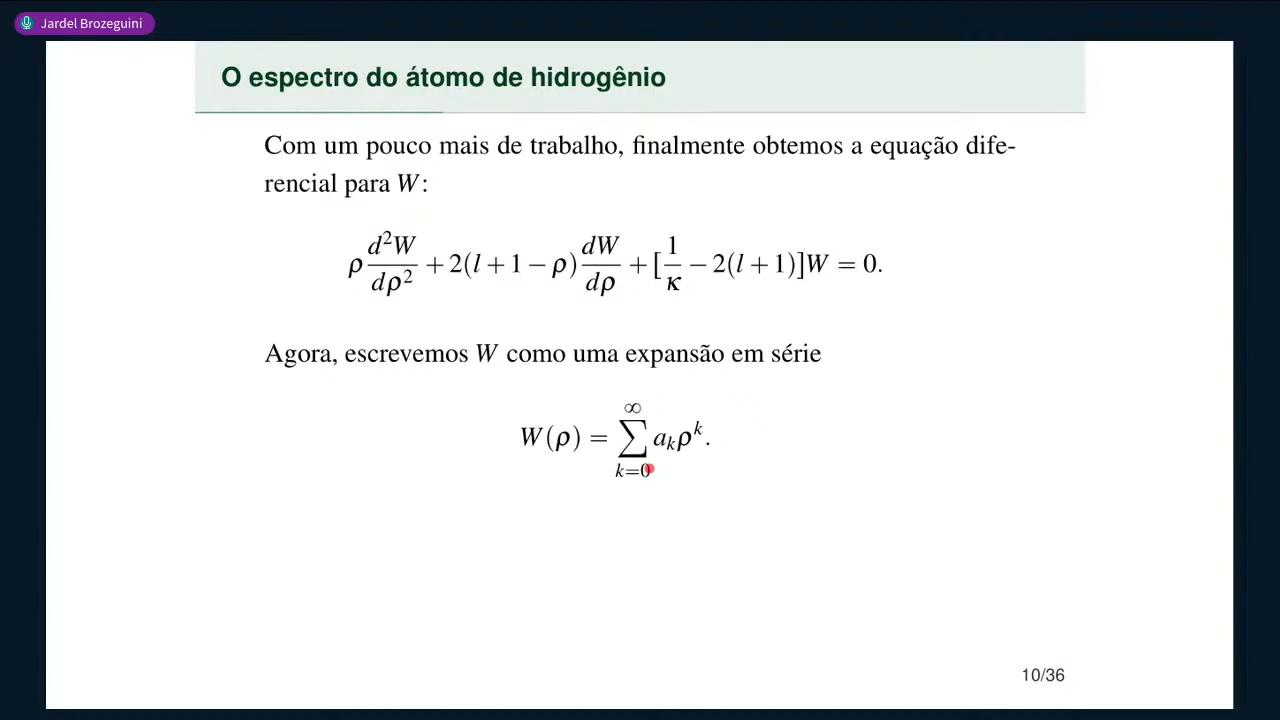 Jardel Brozeguini
O espectro do átomo de hidrogênio
Com um pouco mais de trabalho, finalmente obtemos a equação dife-
rencial para W:
ρ d²W/dρ² + 2(l + 1 − ρ) dW/dρ + [1/κ − 2(l + 1)]W = 0.
Agora, escrevemos W como uma expansão em série
W(ρ) = ∑_{k=0}^{∞} a_k ρ^k.
10/36